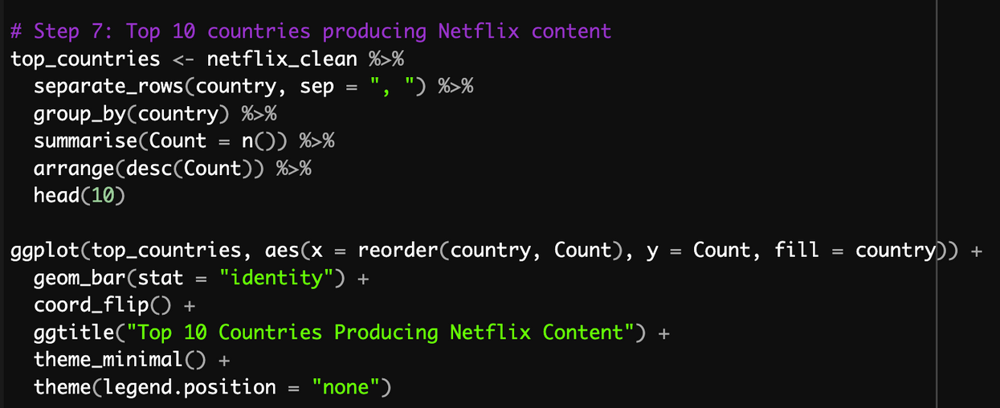 # Step 7: Top 10 countries producing Netflix content
top_countries <- netflix_clean %>%
  separate_rows(country, sep = ", ") %>%
  group_by(country) %>%
  summarise(Count = n()) %>%
  arrange(desc(Count)) %>%
  head(10)

ggplot(top_countries, aes(x = reorder(country, Count), y = Count, fill = country)) +
  geom_bar(stat = "identity") +
  coord_flip() +
  ggtitle("Top 10 Countries Producing Netflix Content") +
  theme_minimal() +
  theme(legend.position = "none")